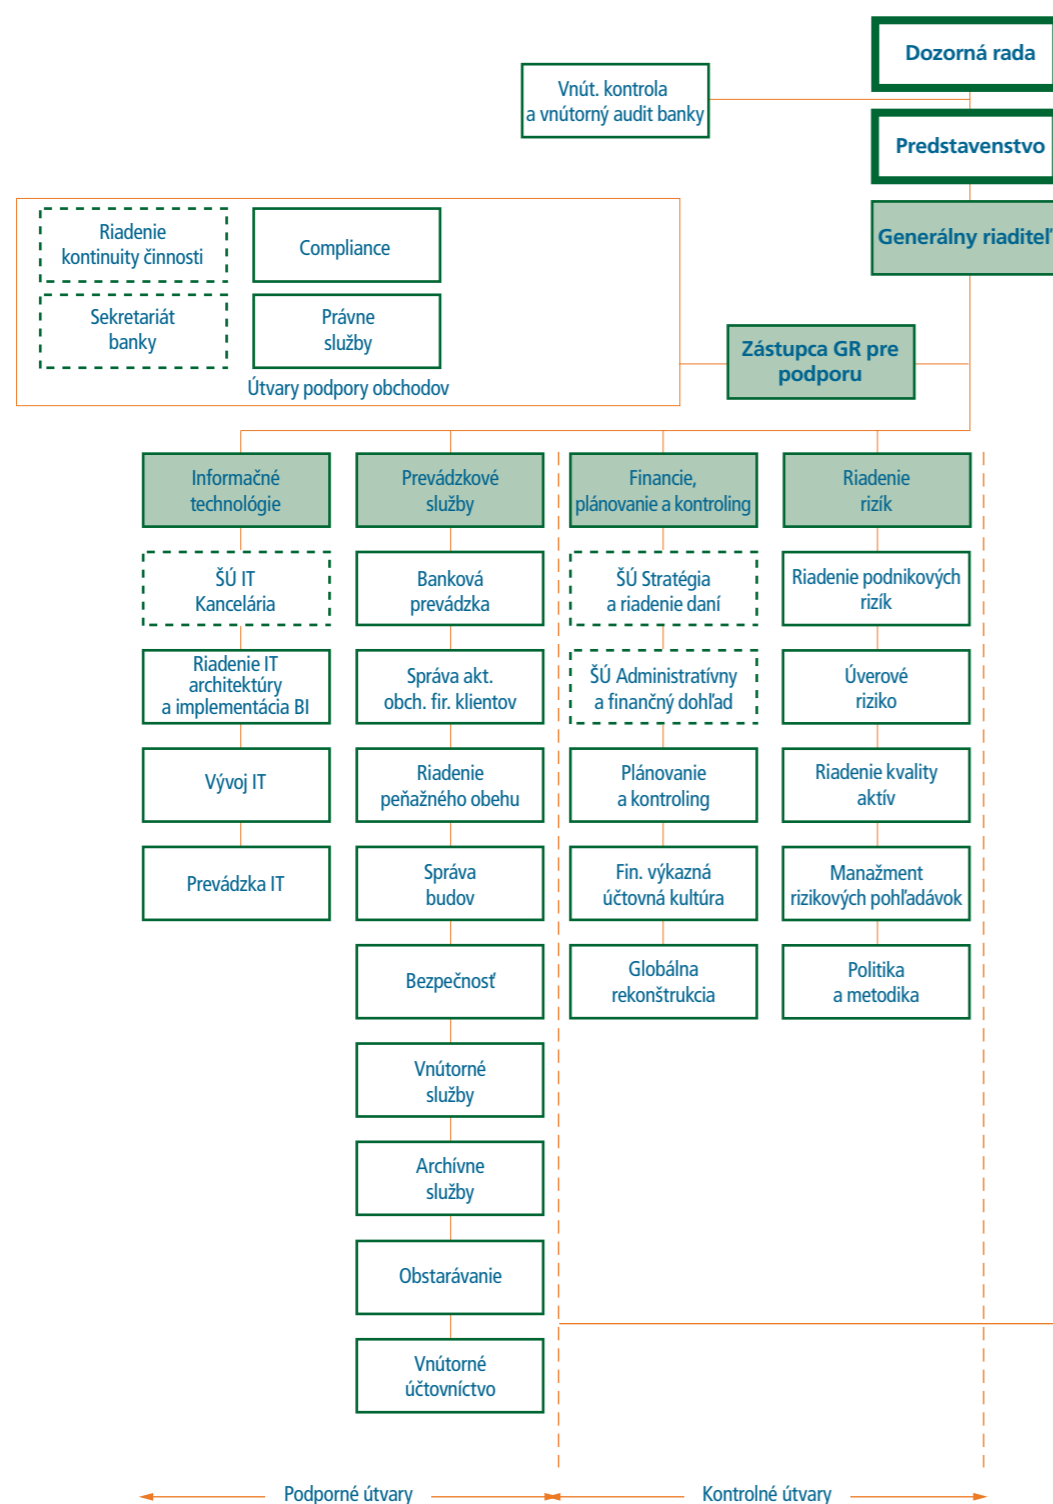 Dozorná rada
Vnút. kontrola
a vnútorný audit banky
Predstavenstvo
Generálny riaditeľ
Riadenie
kontinuity činnosti
Compliance
Sekretariát
banky
Právne
služby
Útvary podpory obchodov
Zástupca GR pre
podporu
Informačné
technológie
ŠÚ IT
Kancelária
Riadenie IT
architektúry
a implementácia BI
Vývoj IT
Prevádzka IT
Prevádzkové
služby
Banková
prevádzka
Správa akt.
obch. fir. klientov
Riadenie
peňažného obehu
Správa
budov
Bezpečnosť
Vnútorné
služby
Archívne
služby
Obstarávanie
Vnútorné
účtovníctvo
Financie,
plánovanie a kontroling
ŠÚ Stratégia
a riadenie daní
ŠÚ Administratívny
a finančný dohľad
Plánovanie
a kontroling
Fin. výkazná
účtovná kultúra
Globálna
rekonštrukcia
Riadenie
rizík
Riadenie podnikových
rizík
Úverové
riziko
Riadenie kvality
aktív
Manažment
rizikových pohľadávok
Politika
a metodika
Podporné útvary
Kontrolné útvary